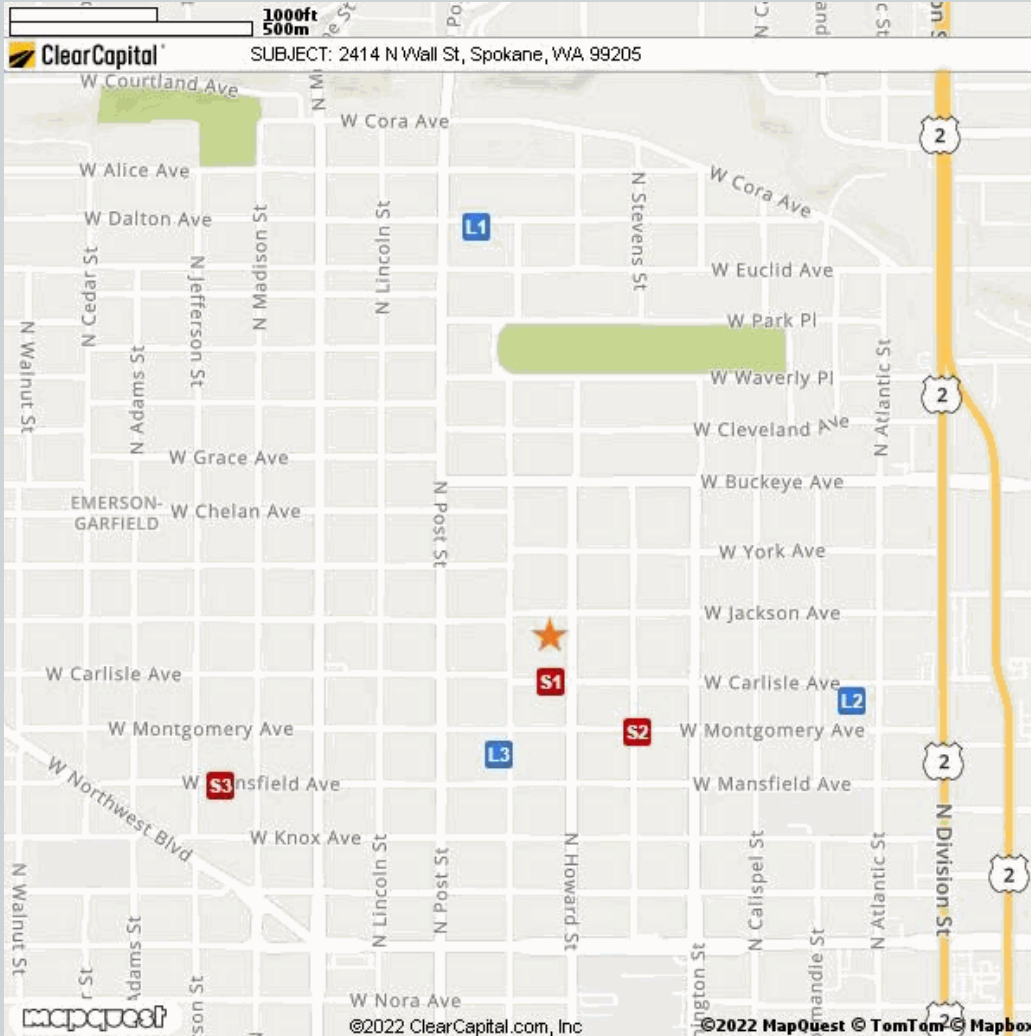 1000ft
500m
ClearCapital
SUBJECT: 2414 N Wall St, Spokane, WA 99205
W Courtland Ave
W Cora Ave
2
W Alice Ave
W Cora Ave
W Dalton Ave
L1
N Stevens St
N Madison St
N Lincoln St
N Cedar St
N Jefferson St
W Euclid Ave
W Park Pl
N Walnut St
N Adams St
W Waverly Pl
N Atlantic St
2
W Cleveland Ave
W Grace Ave
W Buckeye Ave
EMERSON-
GARFIELD
W Chelan Ave
N Post St
W York Ave
W Jackson Ave
W Carlisle Ave
S1
W Carlisle Ave
L2
W Montgomery Ave
S2
W Montgomery Ave
L3
2
W Northwest Blvd
S3
W Mansfield Ave
W Knox Ave
N Lincoln St
N Post St
N Howard St
N Calispel St
N Atlantic St
N Division St
2
N Walnut St
Adams St
W Nora Ave
mapquest
©2022 ClearCapital.com, Inc
©2022 MapQuest © TomTom © Mapbo
2